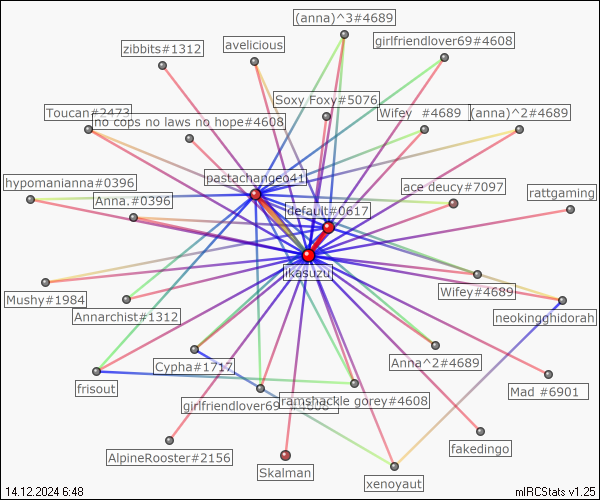 (anna)^3#4689
girlfriendlover69#4608
avelicious
zibbits#1312
Soxy Foxy#5076
Toucan#2473
no cops no laws no hope#4608
Wifey #4689
(anna)^2#4689
pastachangeo41
hypomanianna#0396
Anna.#0396
ace deucy#7097
rattgaming
default#0617
ikasuzu
Mushy#1984
Annarchist#1312
Wifey#4689
neokingghidorah
Cypha#1717
Anna^2#4689
frisout
girlfriendlover69
ramshackle gorey#4608
Mad #6901
AlpineRooster#2156
Skalman
fakedingo
xenoyaut
14.12.2024 6:48
mIRCStats v1.25